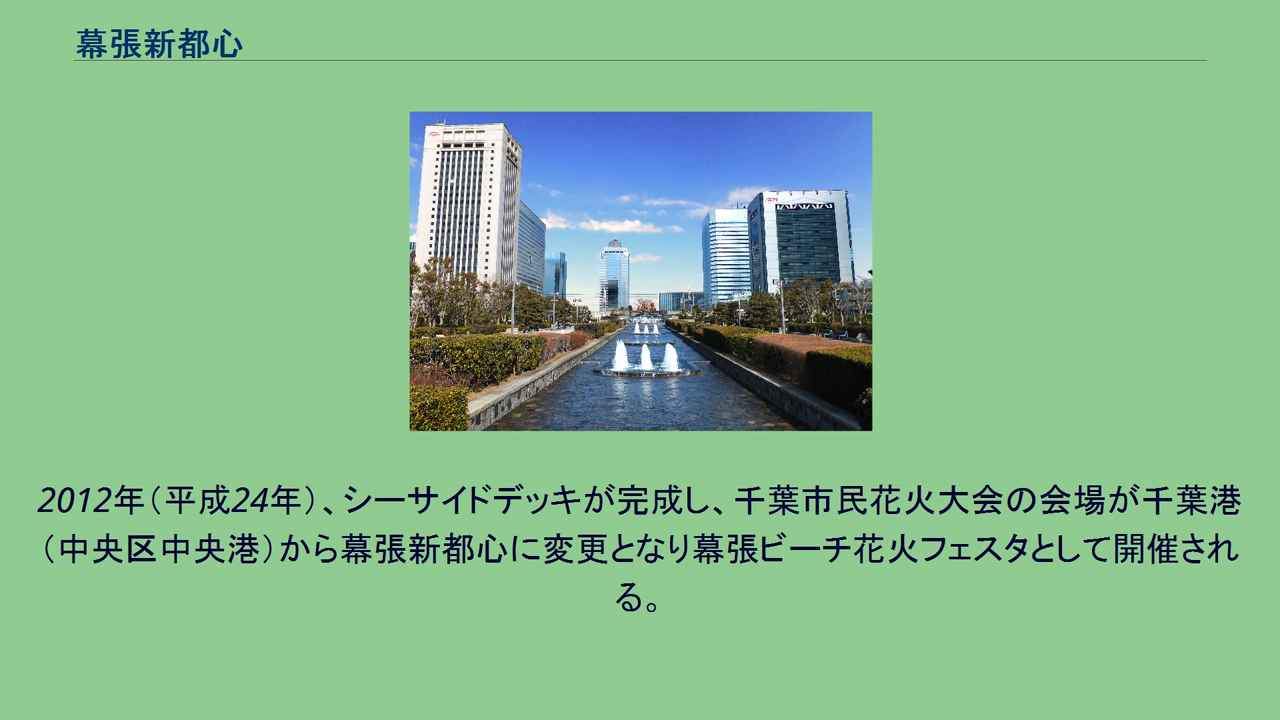 幕張新都心
2012年（平成24年）、シーサイドデッキが完成し、千葉市民花火大会の会場が千葉港
（中央区中央港）から幕張新都心に変更となり幕張ビーチ花火フェスタとして開催され
る。